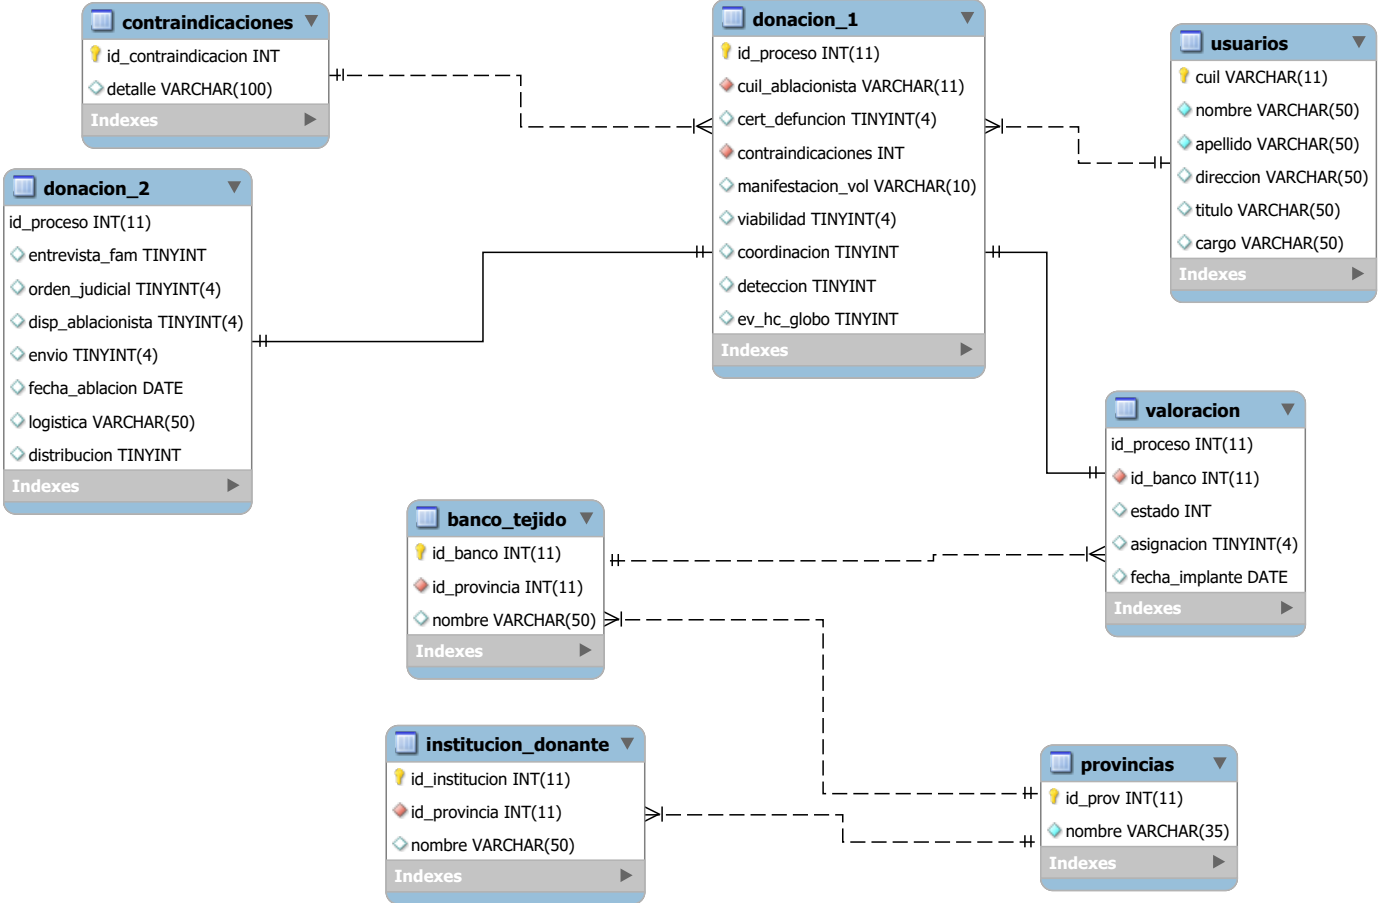 contraindicaciones
id_contraindicacion INT
detalle VARCHAR(100)
Indexes
donacion_1
id_proceso INT(11)
cuil_ablacionista VARCHAR(11)
cert_defuncion TINYINT(4)
contraindicaciones INT
manifestacion_vol VARCHAR(10)
viabilidad TINYINT(4)
coordinacion TINYINT
deteccion TINYINT
ev_hc_globo TINYINT
Indexes
usuarios
cuil VARCHAR(11)
nombre VARCHAR(50)
apellido VARCHAR(50)
direccion VARCHAR(50)
titulo VARCHAR(50)
cargo VARCHAR(50)
Indexes
donacion_2
id_proceso INT(11)
entrevista_fam TINYINT
orden_judicial TINYINT(4)
disp_ablacionista TINYINT(4)
envio TINYINT(4)
fecha_ablacion DATE
logistica VARCHAR(50)
distribucion TINYINT
Indexes
valoracion
id_proceso INT(11)
id_banco INT(11)
estado INT
asignacion TINYINT(4)
fecha_implante DATE
Indexes
banco_tejido
id_banco INT(11)
id_provincia INT(11)
nombre VARCHAR(50)
Indexes
institucion_donante
id_institucion INT(11)
id_provincia INT(11)
nombre VARCHAR(50)
Indexes
provincias
id_prov INT(11)
nombre VARCHAR(35)
Indexes